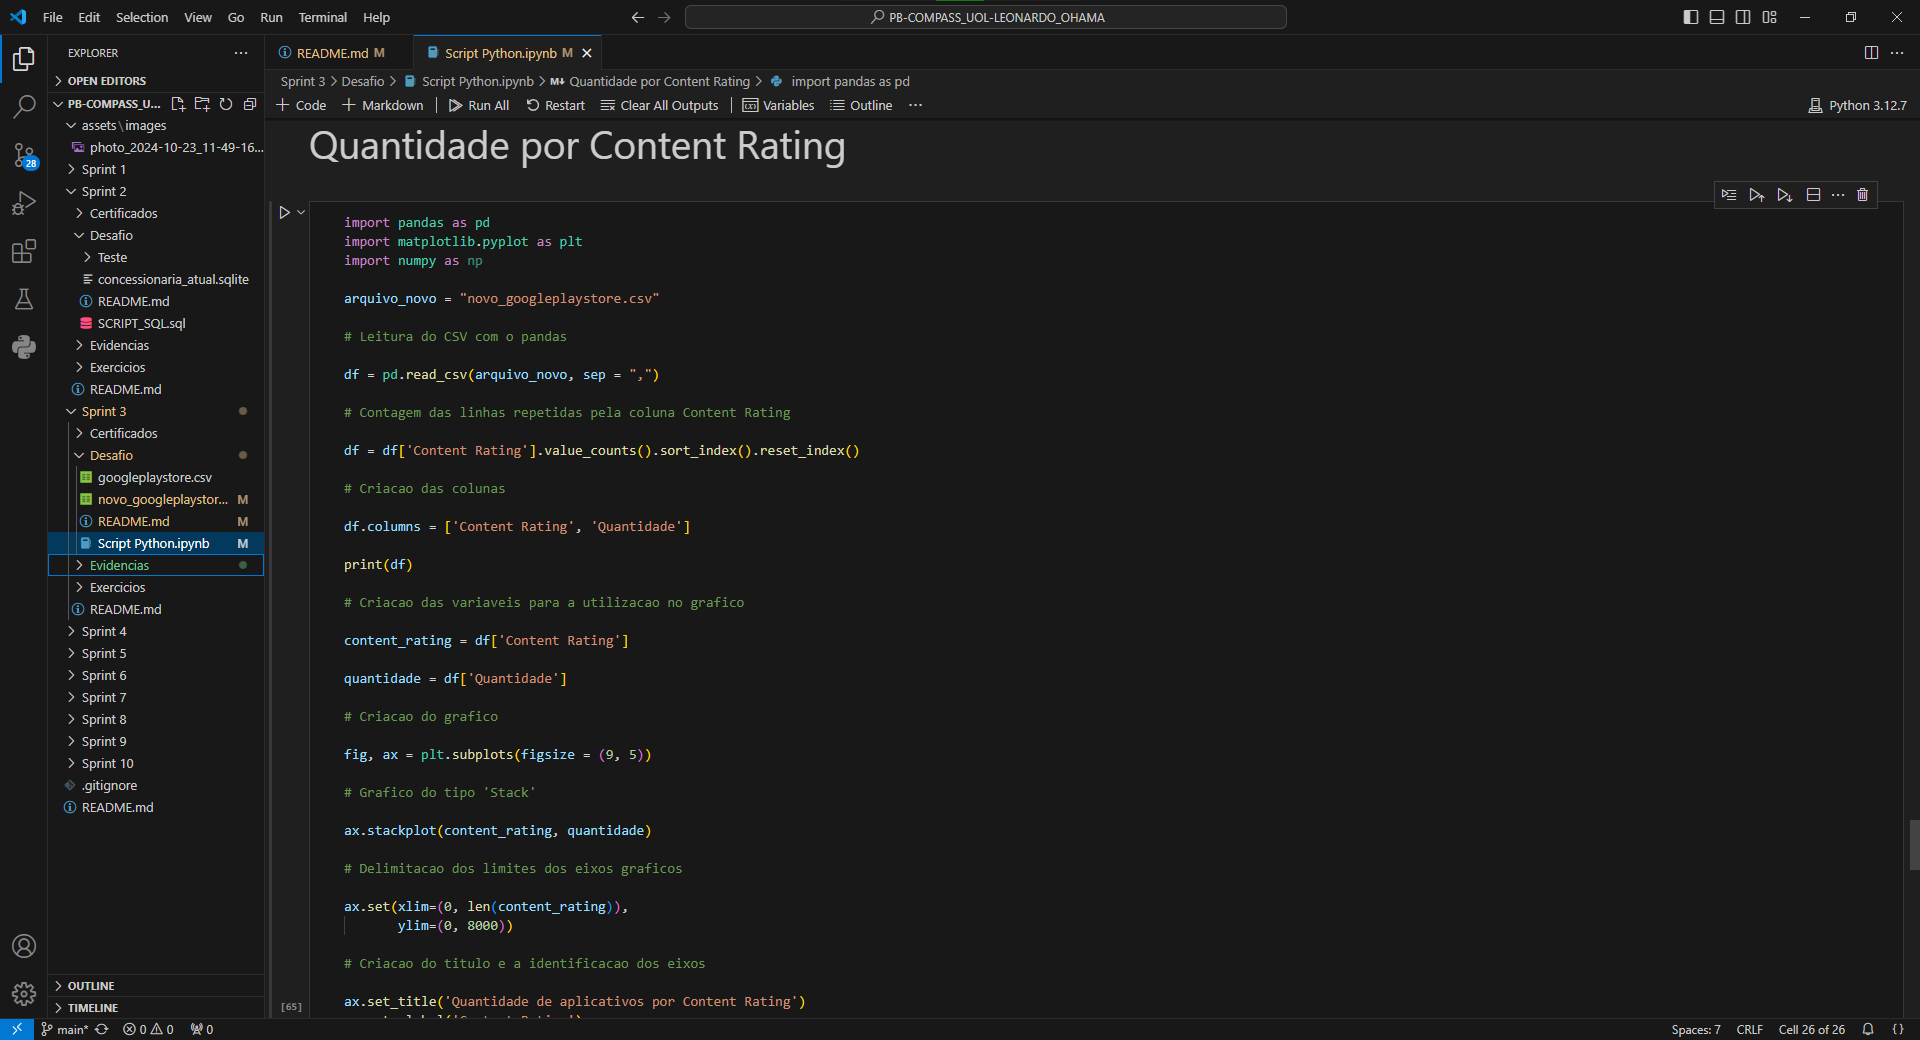 File Edit Selection View Go Run Terminal Help
PB-COMPASS_UOL-LEONARDO_OHAMA
EXPLORER
OPEN EDITORS
PB-COMPASS_U...
assets\images
photo_2024-10-23_11-49-16...
Sprint 1
Sprint 2
Certificados
Desafio
Teste
concessionaria_atual.sqlite
README.md
SCRIPT_SQL.sql
Evidencias
Exercicios
README.md
Sprint 3
Certificados
Desafio
googleplaystore.csv
novo_googleplaystor... M
README.md M
Script Python.ipynb M
Evidencias
Exercicios
README.md
Sprint 4
Sprint 5
Sprint 6
Sprint 7
Sprint 8
Sprint 9
Sprint 10
.gitignore
README.md
OUTLINE
TIMELINE
28
README.md M
Script Python.ipynb M
Sprint 3 > Desafio > Script Python.ipynb > M↓ Quantidade por Content Rating > import pandas as pd
+ Code + Markdown Run All Restart Clear All Outputs Variables Outline ...
Python 3.12.7
Quantidade por Content Rating
import pandas as pd
import matplotlib.pyplot as plt
import numpy as np
arquivo_novo = "novo_googleplaystore.csv"
# Leitura do CSV com o pandas
df = pd.read_csv(arquivo_novo, sep = ",")
# Contagem das linhas repetidas pela coluna Content Rating
df = df['Content Rating'].value_counts().sort_index().reset_index()
# Criacao das colunas
df.columns = ['Content Rating', 'Quantidade']
print(df)
# Criacao das variaveis para a utilizacao no grafico
content_rating = df['Content Rating']
quantidade = df['Quantidade']
# Criacao do grafico
fig, ax = plt.subplots(figsize = (9, 5))
# Grafico do tipo 'Stack'
ax.stackplot(content_rating, quantidade)
# Delimitacao dos limites dos eixos graficos
ax.set(xlim=(0, len(content_rating)),
ylim=(0, 8000))
# Criacao do titulo e a identificacao dos eixos
ax.set_title('Quantidade de aplicativos por Content Rating')
[65]
main* 0 0 0
Spaces: 7 CRLF Cell 26 of 26 {}